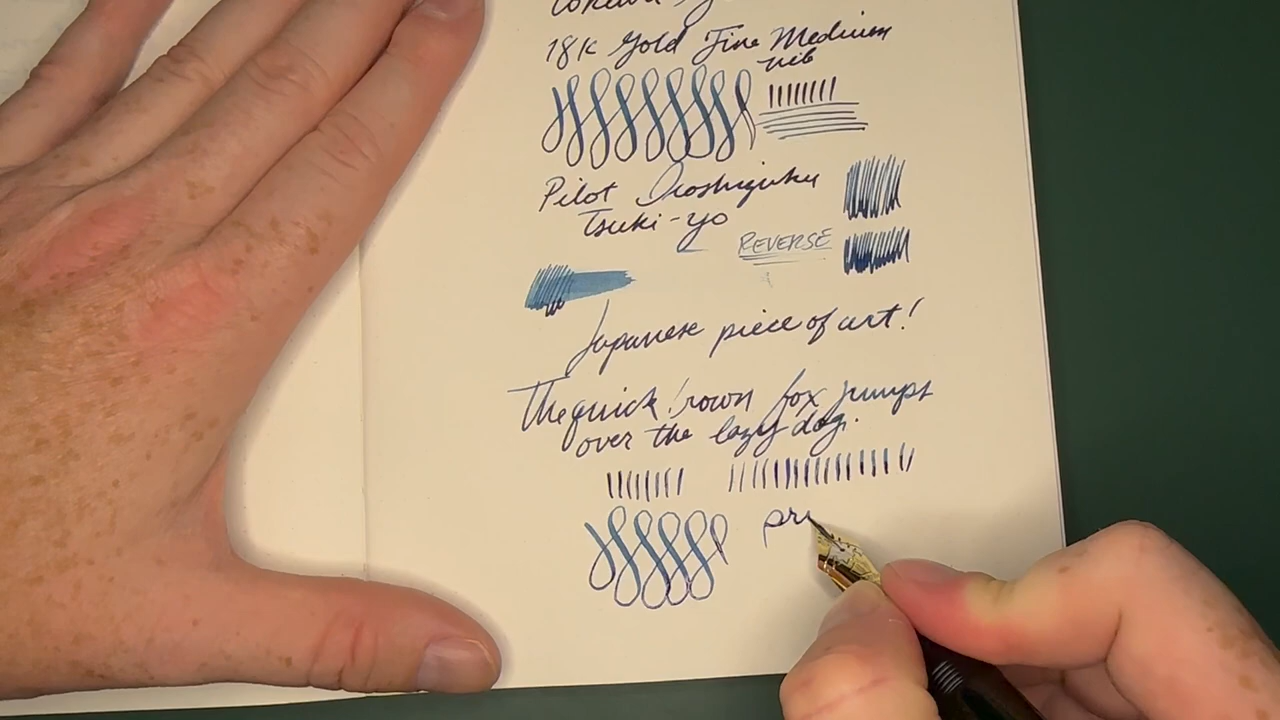 18K Gold Fine Medium
nib
Pilot Iroshizuku
Tsuki-yo
REVERSE
Japanese piece of art!
The quick brown fox jumps
over the lazy dog.
pr